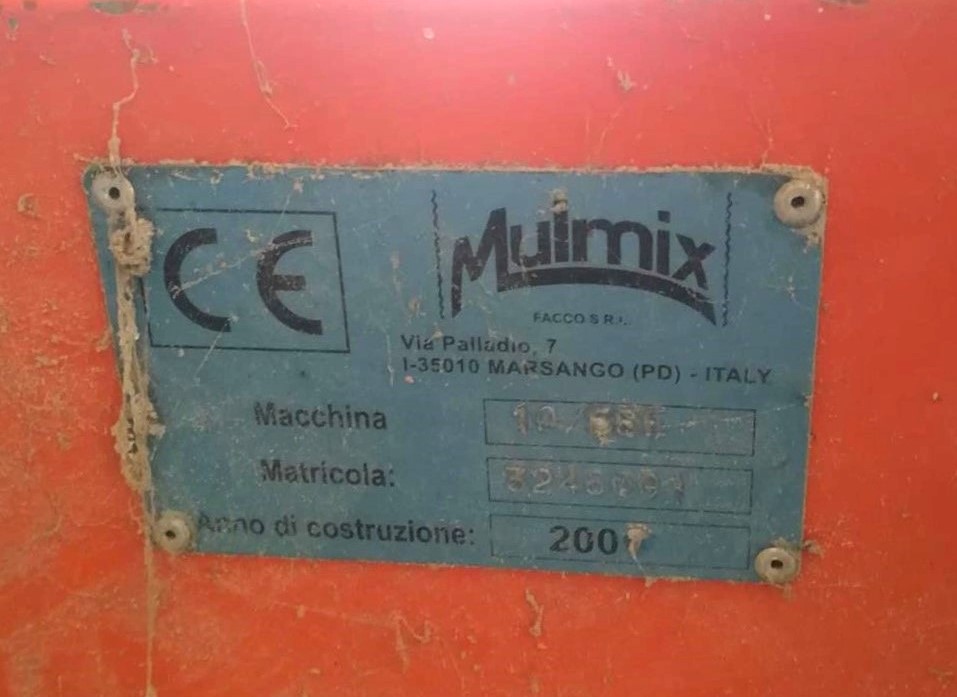 CE
Mulmix
FACCO S.R.L.
Via Palladio, 7
I-35010 MARSANGO (PD) - ITALY
Macchina
Matricola:
Anno di costruzione: